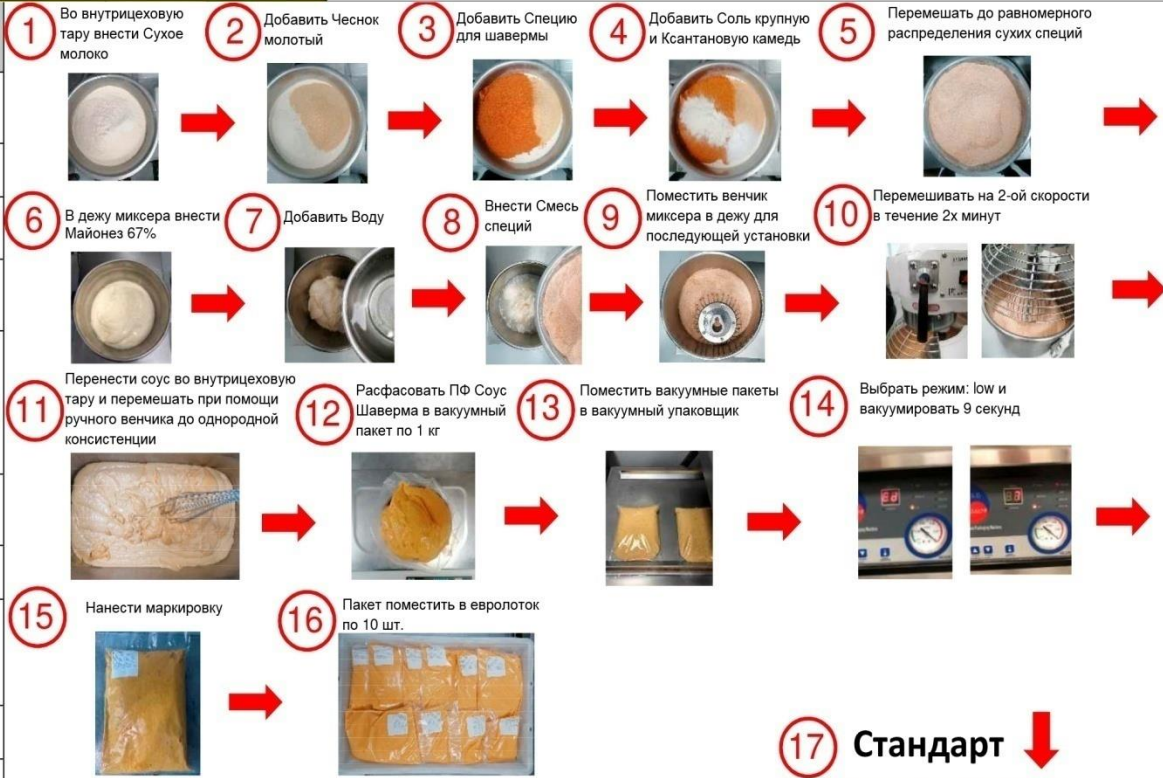 1
Во внутрицеховую
тару внести Сухое
молоко
2
Добавить Чеснок
молотый
3
Добавить Специю
для шавермы
4
Добавить Соль крупную
и Ксантановую камедь
5
Перемешать до равномерного
распределения сухих специй
6
В дежу миксера внести
Майонез 67%
7
Добавить Воду
8
Внести Смесь
специй
9
Поместить венчик
миксера в дежу для
последующей установки
10
Перемешивать на 2-ой скорости
в течение 2х минут
11
Перенести соус во внутрицеховую
тару и перемешать при помощи
ручного венчика до однородной
консистенции
12
Расфасовать ПФ Соус
Шаверма в вакуумный
пакет по 1 кг
13
Поместить вакуумные пакеты
в вакуумный упаковщик
14
Выбрать режим: low и
вакуумировать 9 секунд
15
Нанести маркировку
16
Пакет поместить в евролоток
по 10 шт.
17
Стандарт